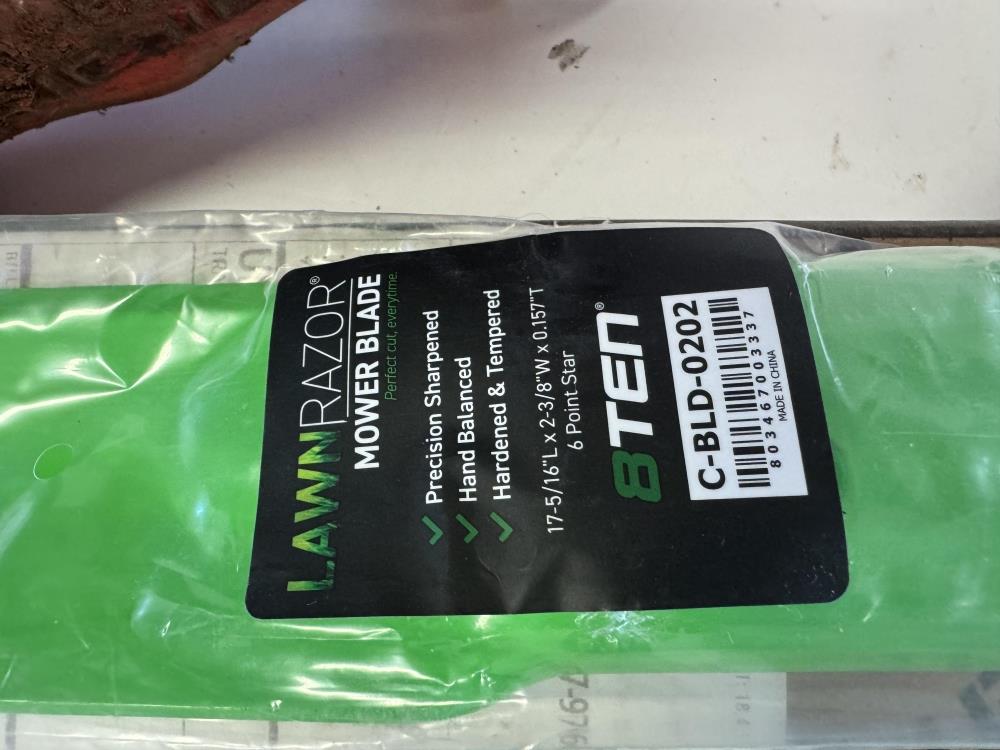 LAWNRAZOR®
MOWER BLADE
Perfect cut, everytime.
Precision Sharpened
Hand Balanced
Hardened & Tempered
17-5/16"L x 2-3/8"W x 0.157"T
6 Point Star
8TEN®
C-BLD-0202
803467003337
MADE IN CHINA